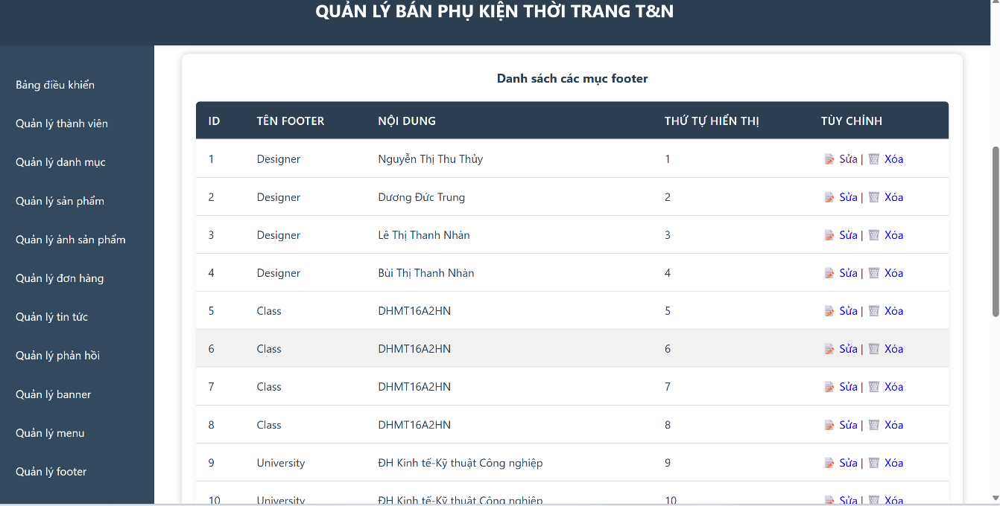 QUẢN LÝ BÁN PHỤ KIỆN THỜI TRANG T&N
Bảng điều khiển
Quản lý thành viên
Quản lý danh mục
Quản lý sản phẩm
Quản lý ảnh sản phẩm
Quản lý đơn hàng
Quản lý tin tức
Quản lý phản hồi
Quản lý banner
Quản lý menu
Quản lý footer
Danh sách các mục footer
ID TÊN FOOTER NỘI DUNG THỨ TỰ HIỂN THỊ TÙY CHỈNH
1 Designer Nguyễn Thị Thu Thủy 1 Sửa | Xóa
2 Designer Dương Đức Trung 2 Sửa | Xóa
3 Designer Lê Thị Thanh Nhàn 3 Sửa | Xóa
4 Designer Bùi Thị Thanh Nhàn 4 Sửa | Xóa
5 Class DHMT16A2HN 5 Sửa | Xóa
6 Class DHMT16A2HN 6 Sửa | Xóa
7 Class DHMT16A2HN 7 Sửa | Xóa
8 Class DHMT16A2HN 8 Sửa | Xóa
9 University ĐH Kinh tế-Kỹ thuật Công nghiệp 9 Sửa | Xóa
10 University ĐH Kinh tế-Kỹ thuật Công nghiệp 10 Sửa | Xóa